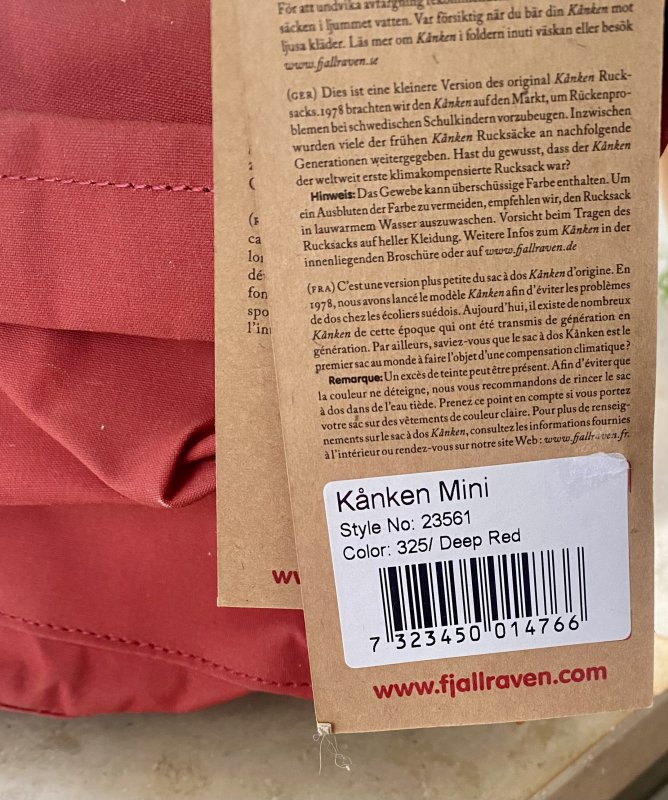 För att undvika avfärgning rekommen
säcken i ljummet vatten. Var försiktig när du bär din Kånken mot
ljusa kläder. Läs mer om Kånken i foldern inuti väskan eller besök
www.fjallraven.se
(GER) Dies ist eine kleinere Version des original Kånken Ruck-
sacks.1978 brachten wir den Kånken auf den Markt, um Rückenpro-
blemen bei schwedischen Schulkindern vorzubeugen. Inzwischen
wurden viele der frühen Kånken Rucksäcke an nachfolgende
Generationen weitergegeben. Hast du gewusst, dass der Kånken
der weltweit erste klimakompensierte Rucksack war?
Hinweis: Das Gewebe kann überschüssige Farbe enthalten. Um
ein Ausbluten der Farbe zu vermeiden, empfehlen wir, den Rucksack
in lauwarmem Wasser auszuwaschen. Vorsicht beim Tragen des
Rucksacks auf heller Kleidung. Weitere Infos zum Kånken in der
innenliegenden Broschüre oder auf www.fjallraven.de
(FRA) C'est une version plus petite du sac à dos Kånken d'origine. En
1978, nous avons lancé le modèle Kånken afin d'éviter les problèmes
de dos chez les écoliers suédois. Aujourd'hui, il existe de nombreux
Kånken de cette époque qui ont été transmis de génération en
génération. Par ailleurs, saviez-vous que le sac à dos Kånken est le
premier sac au monde à faire l'objet d'une compensation climatique?
Remarque: Un excès de teinte peut être présent. Afin d'éviter que
la couleur ne déteigne, nous vous recommandons de rincer le sac
à dos dans de l'eau tiède. Prenez ce point en compte si vous portez
votre sac sur des vêtements de couleur claire. Pour plus de renseig-
nements sur le sac à dos Kånken, consultez les informations fournies
à l'intérieur ou rendez-vous sur notre site Web: www.fjallraven.fr
Kånken Mini
Style No: 23561
Color: 325/ Deep Red
7 323450 014766
www.fjallraven.com
ca
lo
dé
fon
spo
l'in
w